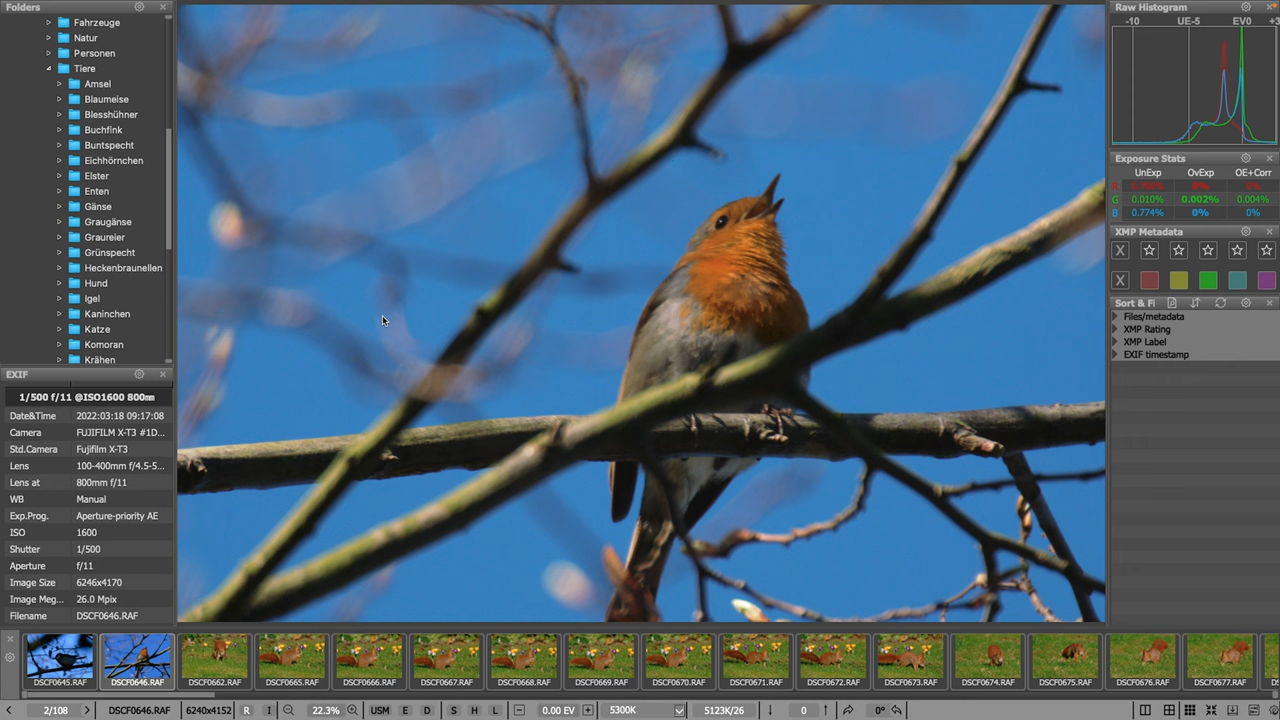 Folders
Fahrzeuge
Natur
Personen
Tiere
Amsel
Blaumeise
Blesshühner
Buchfink
Buntspecht
Eichhörnchen
Elster
Enten
Gänse
Graugänse
Graureier
Grünspecht
Heckenbraunellen
Hund
Igel
Kaninchen
Katze
Komoran
Krähen
EXIF
1/500 f/11 @ISO1600 800mm
Date&Time 2022:03:18 09:17:08
Camera FUJIFILM X-T3 #1D...
Std.Camera Fujifilm X-T3
Lens 100-400mm f/4.5-5...
Lens at 800mm f/11
WB Manual
Exp.Prog. Aperture-priority AE
ISO 1600
Shutter 1/500
Aperture f/11
Image Size 6246x4170
Image Meg... 26.0 Mpix
Filename DSCF0646.RAF
Raw Histogram
-10 UE-5 EV0 +3
Exposure Stats
UnExp OvExp OE+Corr
R 0% 0%
G 0.010% 0.002% 0.004%
B 0.774% 0% 0%
XMP Metadata
X
X
Sort & Fi
Files/metadata
XMP Rating
XMP Label
EXIF timestamp
DSCF0645.RAF DSCF0646.RAF DSCF0662.RAF DSCF0665.RAF DSCF0666.RAF DSCF0667.RAF DSCF0668.RAF DSCF0669.RAF DSCF0670.RAF DSCF0671.RAF DSCF0672.RAF DSCF0673.RAF DSCF0674.RAF DSCF0675.RAF DSCF0676.RAF DSCF0677.RAF DS
2/108 DSCF0646.RAF 6240x4152 R I 22.3% USM E D S H L 0.00 EV 5300K 5123K/26 0 0°